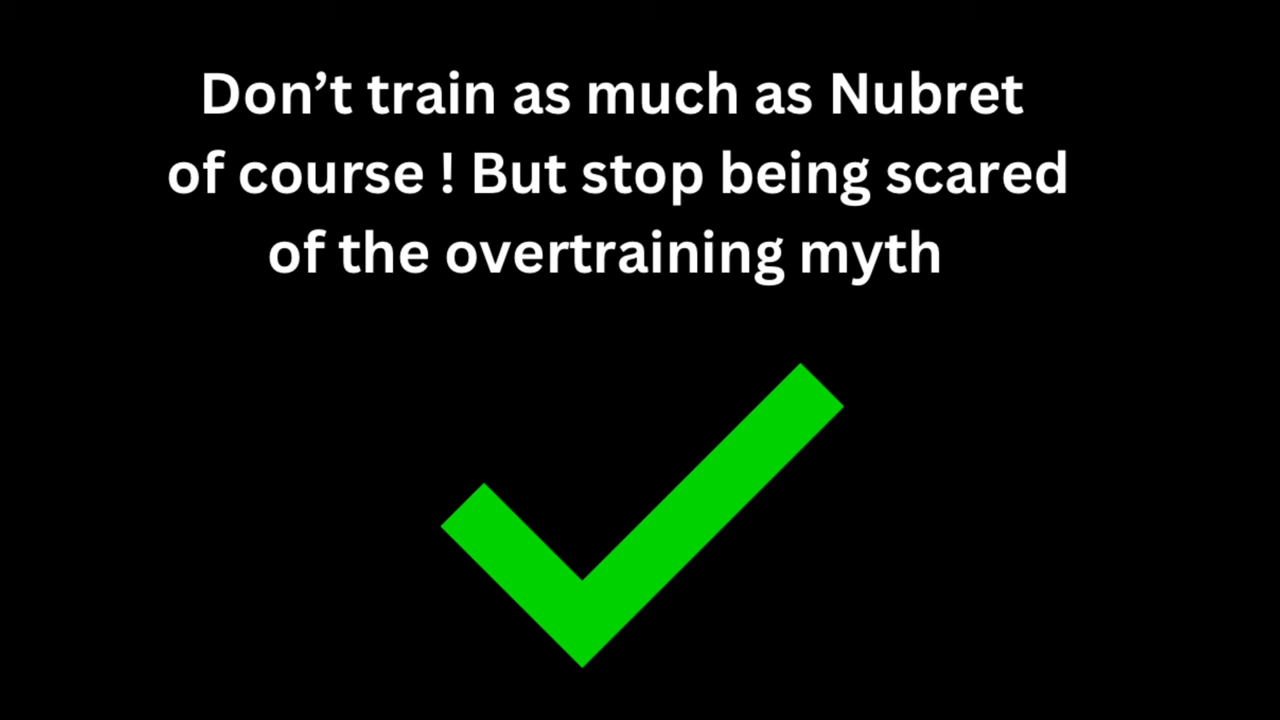 Don’t train as much as Nubret
of course ! But stop being scared
of the overtraining myth